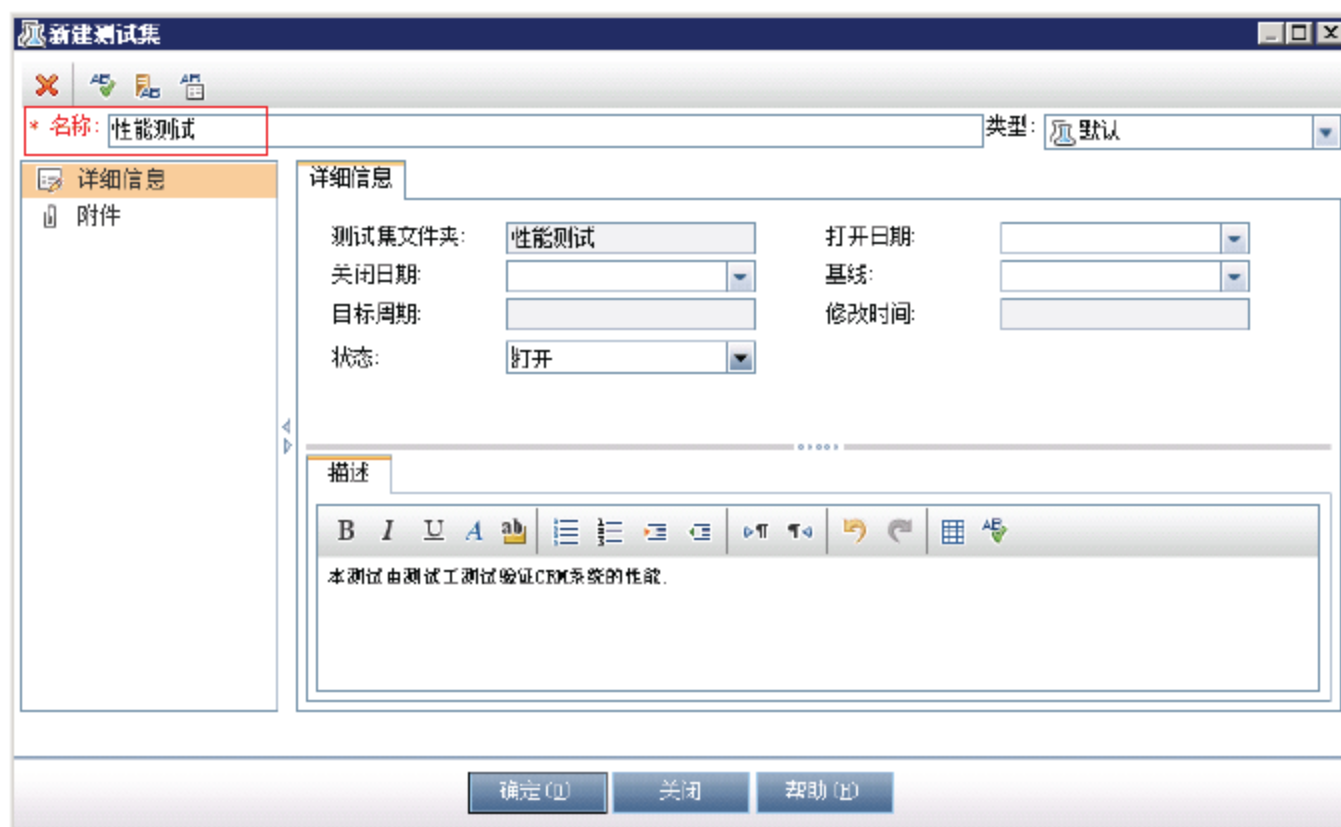 新建测试集
* 名称: 性能测试 类型: 默认
详细信息
附件
详细信息
测试集文件夹: 性能测试 打开日期:
关闭日期: 基线:
目标周期: 修改时间:
状态: 打开
描述
B I U A ab
本测试由测试工测试验证CRM系统的性能.
确定(O) 关闭 帮助(H)